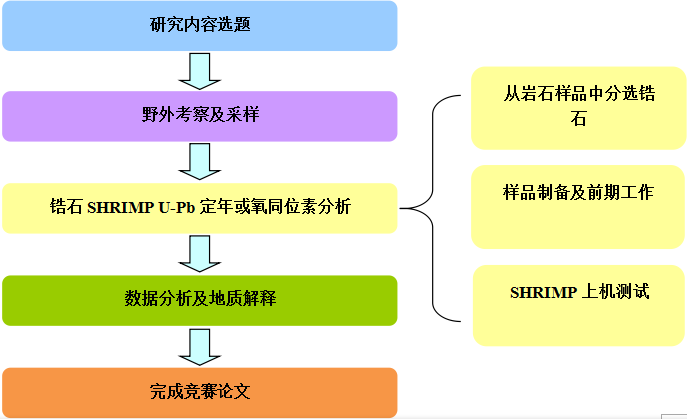 研究内容选题
野外考察及采样
锆石 SHRIMP U-Pb 定年或氧同位素分析
数据分析及地质解释
完成竞赛论文
从岩石样品中分选锆
石
样品制备及前期工作
SHRIMP 上机测试